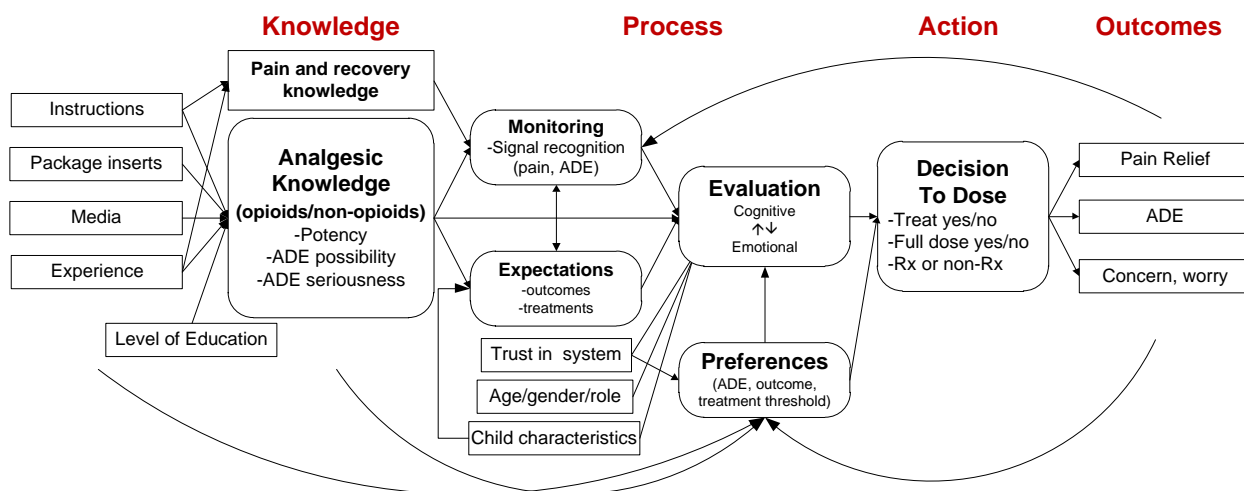 Knowledge
Process
Action
Outcomes
Instructions
Package inserts
Media
Experience
Level of Education
Pain and recovery
knowledge
Analgesic
Knowledge
(opioids/non-opioids)
-Potency
-ADE possibility
-ADE seriousness
Monitoring
-Signal recognition
(pain, ADE)
Expectations
-outcomes
-treatments
Trust in system
Age/gender/role
Child characteristics
Evaluation
Cognitive
↑↓
Emotional
Preferences
(ADE, outcome,
treatment threshold)
Decision
To Dose
-Treat yes/no
-Full dose yes/no
-Rx or non-Rx
Pain Relief
ADE
Concern, worry